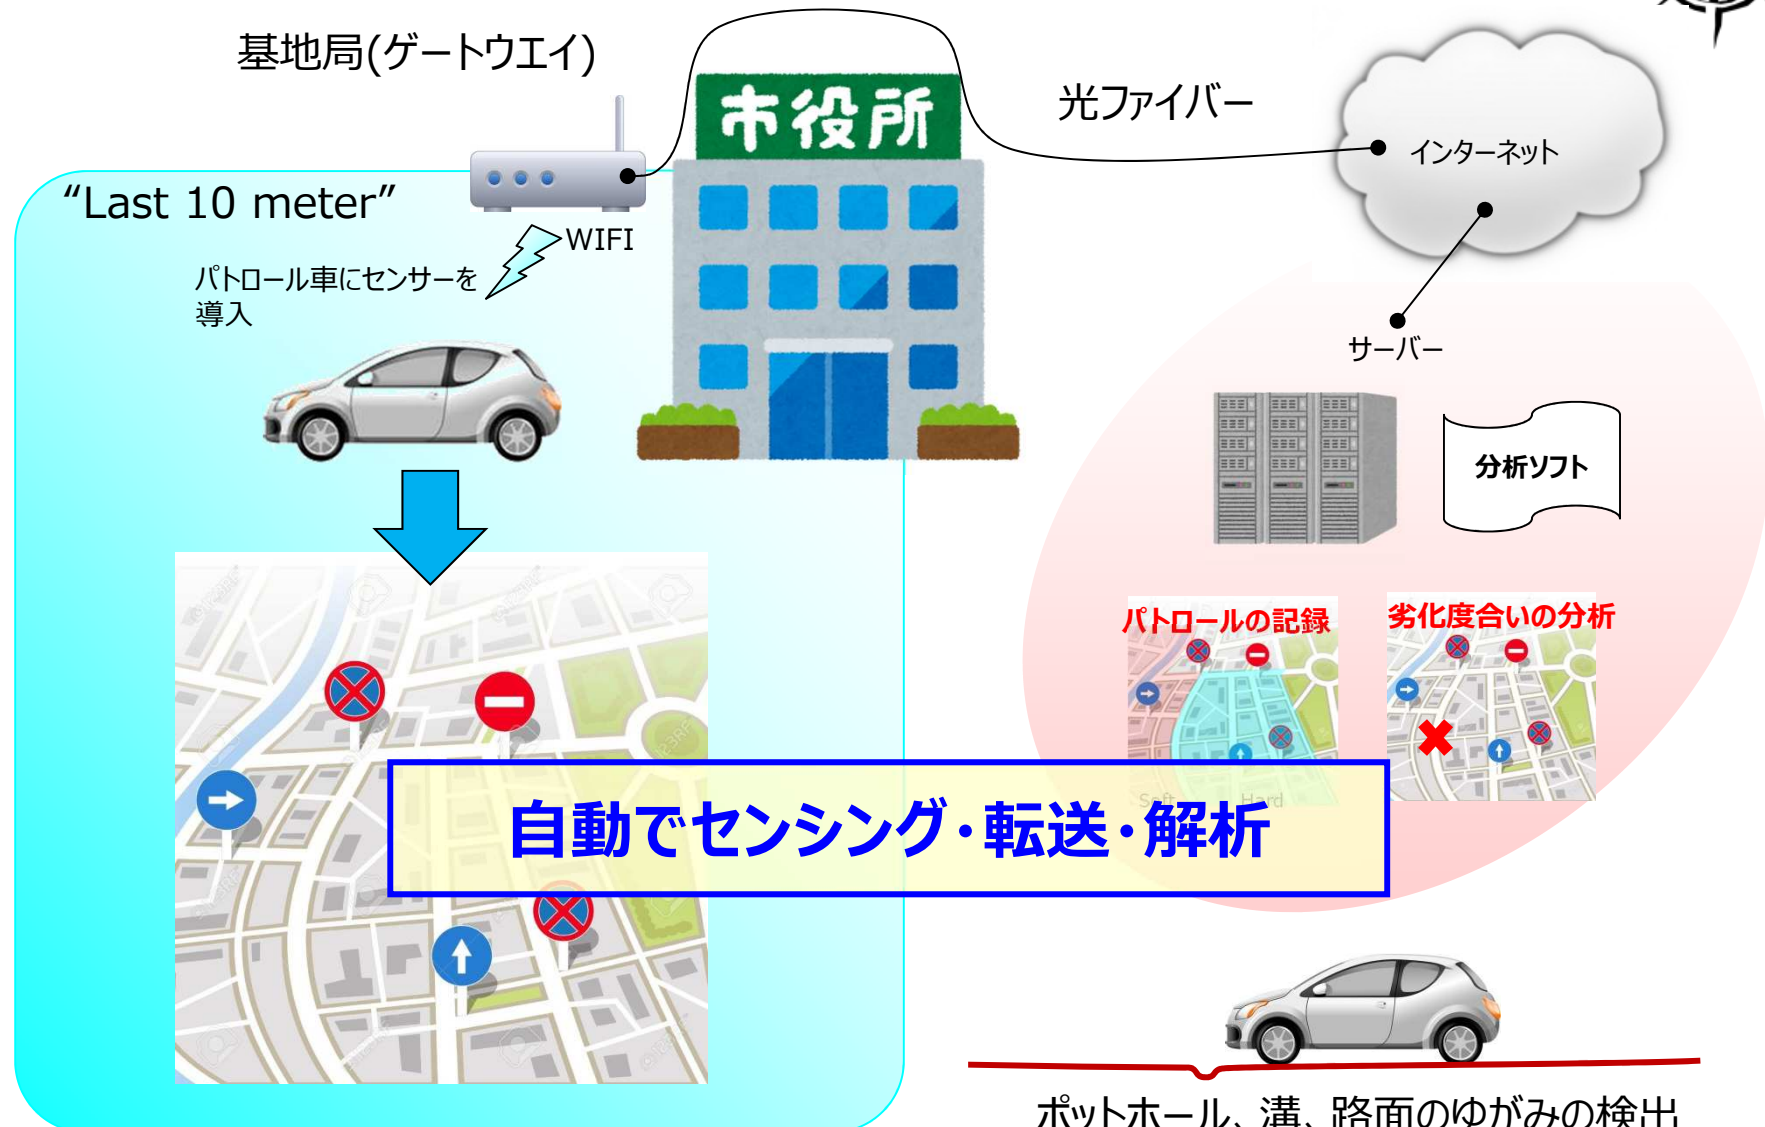 基地局(ゲートウエイ)
市役所
光ファイバー
インターネット
“Last 10 meter”
WIFI
パトロール車にセンサーを
導入
サーバー
分析ソフト
パトロールの記録
劣化度合いの分析
Soft Hard
自動でセンシング・転送・解析
ポットホール、溝、路面のゆがみの検出